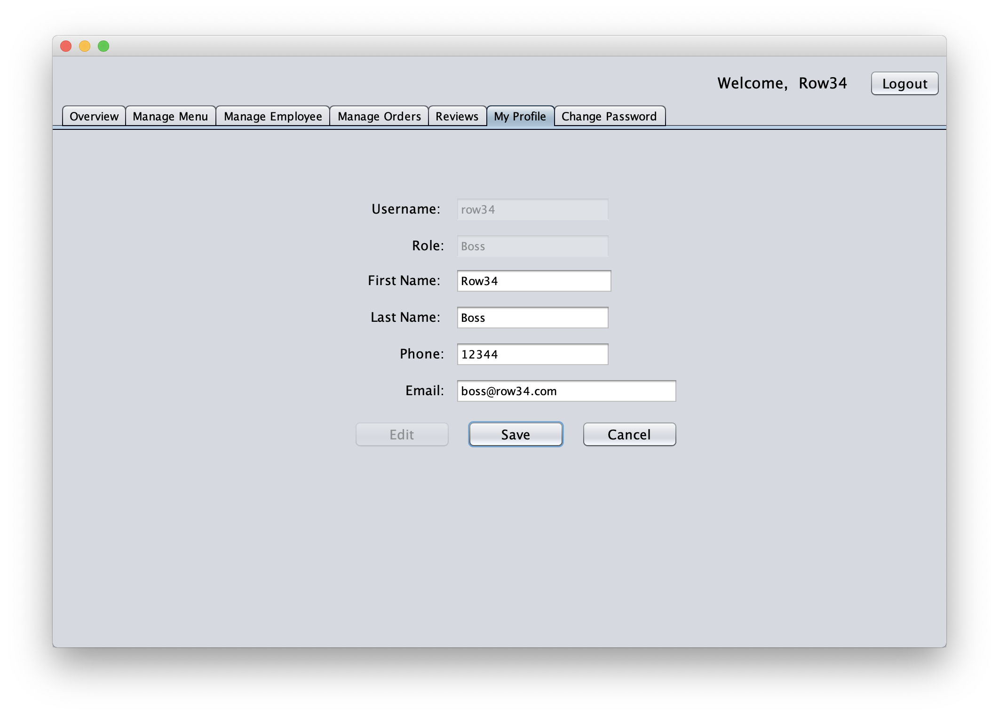 Welcome, Row34 Logout
Overview Manage Menu Manage Employee Manage Orders Reviews My Profile Change Password
Username: row34
Role: Boss
First Name: Row34
Last Name: Boss
Phone: 12344
Email: boss@row34.com
Edit Save Cancel